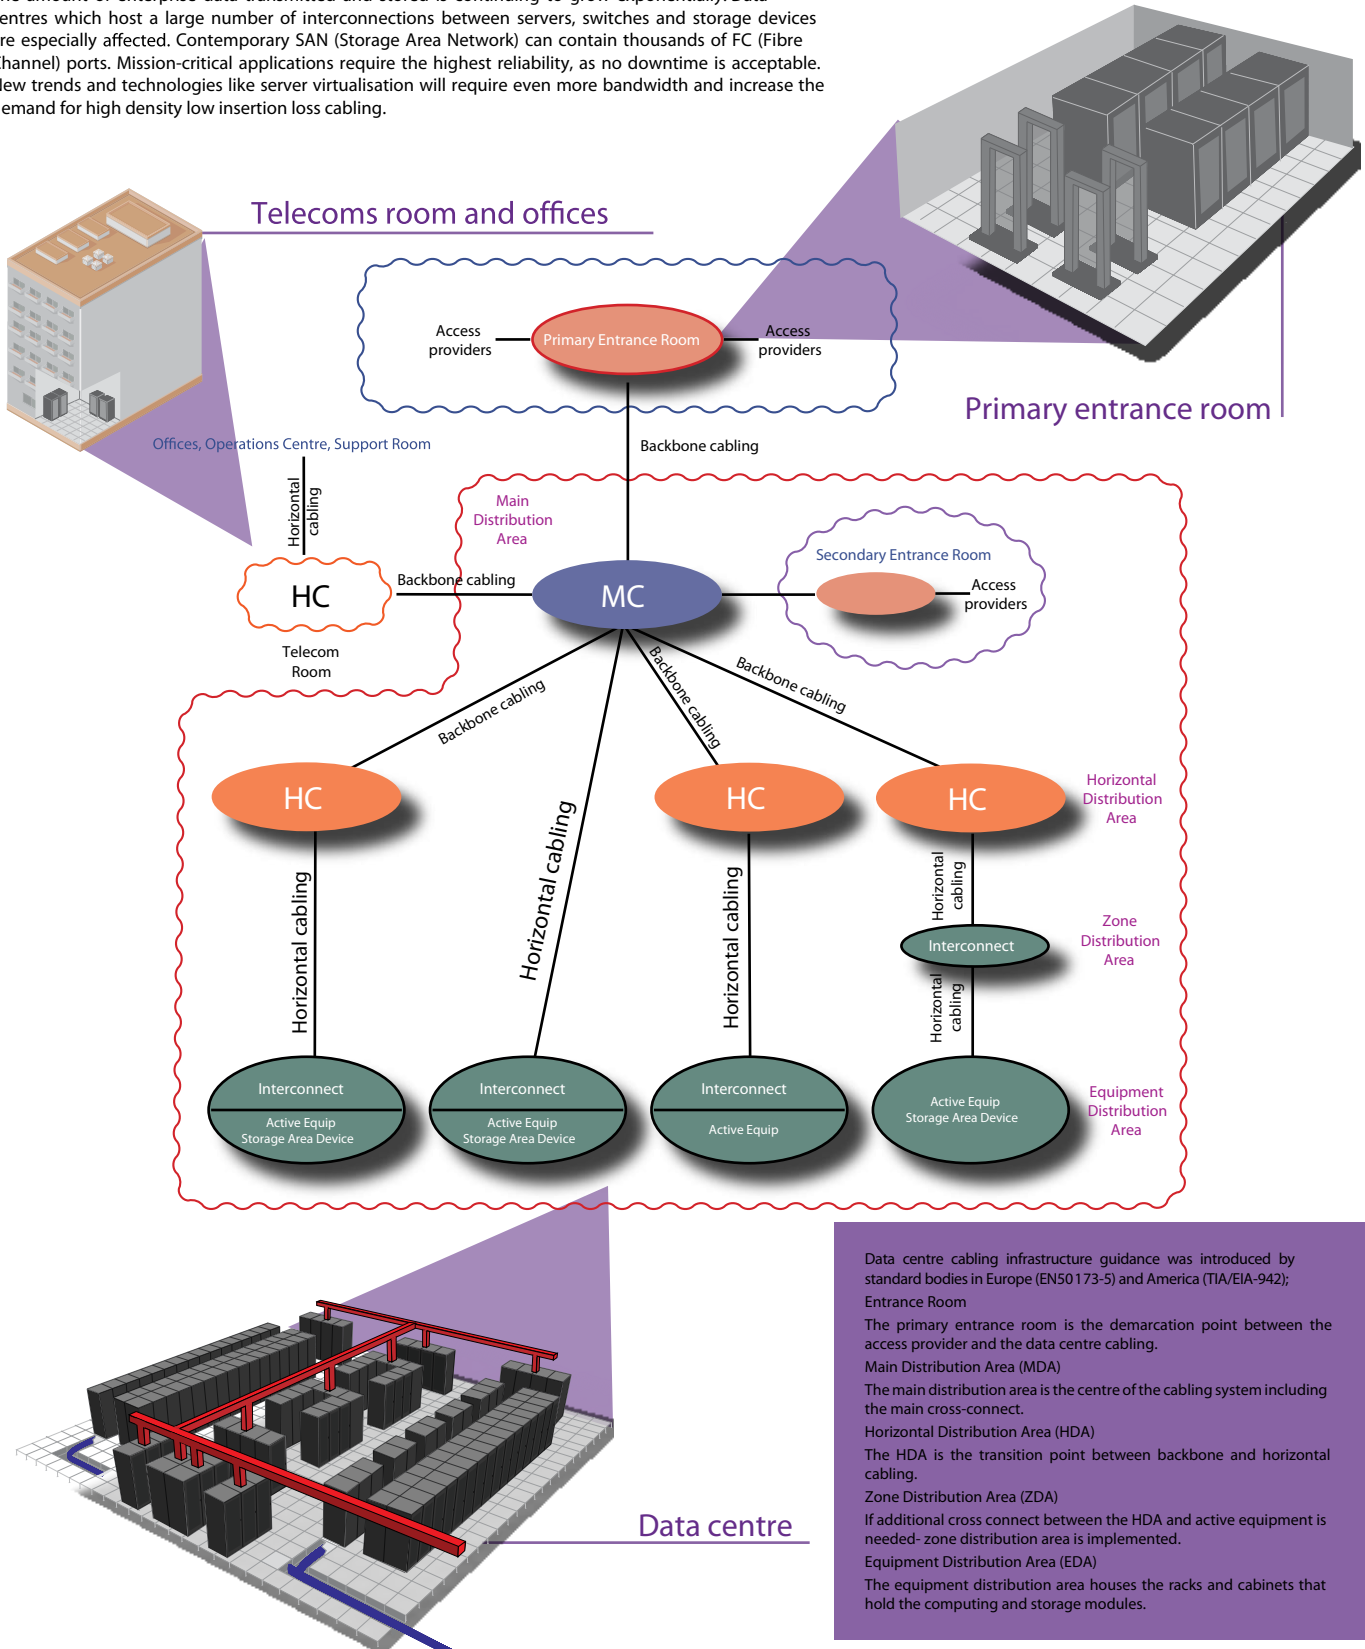 centres which host a large number of interconnections between servers, switches and storage devices
re especially affected. Contemporary SAN (Storage Area Network) can contain thousands of FC (Fibre
Channel) ports. Mission-critical applications require the highest reliability, as no downtime is acceptable.
New trends and technologies like server virtualisation will require even more bandwidth and increase the
demand for high density low insertion loss cabling.
Telecoms room and offices
Access
providers
Primary Entrance Room
Access
providers
Primary entrance room
Offices, Operations Centre, Support Room
Backbone cabling
Horizontal
cabling
Main
Distribution
Area
Secondary Entrance Room
HC
Backbone cabling
MC
Access
providers
Telecom
Room
Backbone cabling
Backbone cabling
Backbone cabling
HC
HC
HC
Horizontal
Distribution
Area
Horizontal cabling
Horizontal cabling
Horizontal cabling
Horizontal
cabling
Interconnect
Zone
Distribution
Area
Horizontal
cabling
Interconnect
Active Equip
Storage Area Device
Interconnect
Active Equip
Storage Area Device
Interconnect
Active Equip
Active Equip
Storage Area Device
Equipment
Distribution
Area
Data centre
Data centre cabling infrastructure guidance was introduced by
standard bodies in Europe (EN50173-5) and America (TIA/EIA-942);
Entrance Room
The primary entrance room is the demarcation point between the
access provider and the data centre cabling.
Main Distribution Area (MDA)
The main distribution area is the centre of the cabling system including
the main cross-connect.
Horizontal Distribution Area (HDA)
The HDA is the transition point between backbone and horizontal
cabling.
Zone Distribution Area (ZDA)
If additional cross connect between the HDA and active equipment is
needed- zone distribution area is implemented.
Equipment Distribution Area (EDA)
The equipment distribution area houses the racks and cabinets that
hold the computing and storage modules.